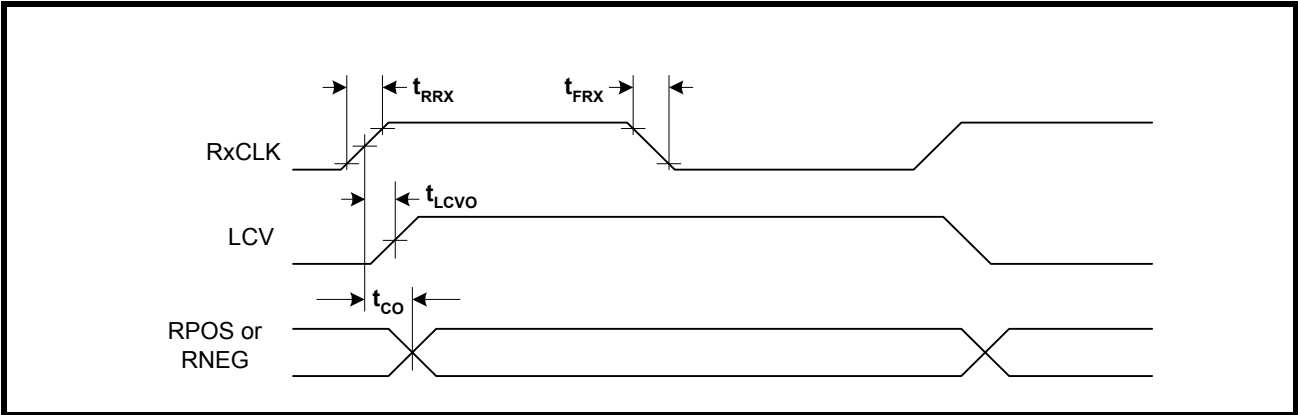 tRRX
tFRX
RxCLK
tLCVO
LCV
tCO
RPOS or
RNEG